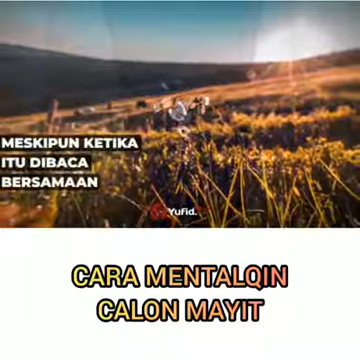 MESKIPUN KETIKA
ITU DIBACA
BERSAMAAN
Yufid.
CARA MENTALQIN
CALON MAYIT